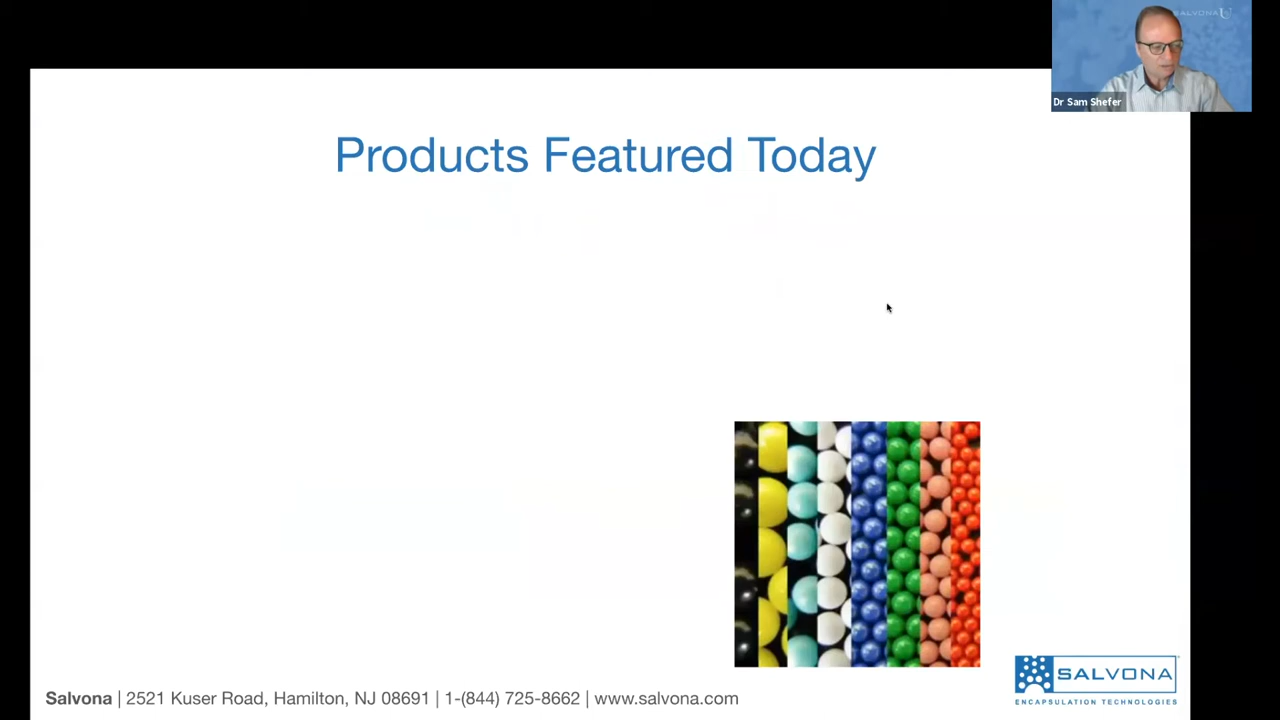 SALVONA U
Dr Sam Shefer
Products Featured Today
SALVONA
ENCAPSULATION TECHNOLOGIES
Salvona | 2521 Kuser Road, Hamilton, NJ 08691 | 1-(844) 725-8662 | www.salvona.com